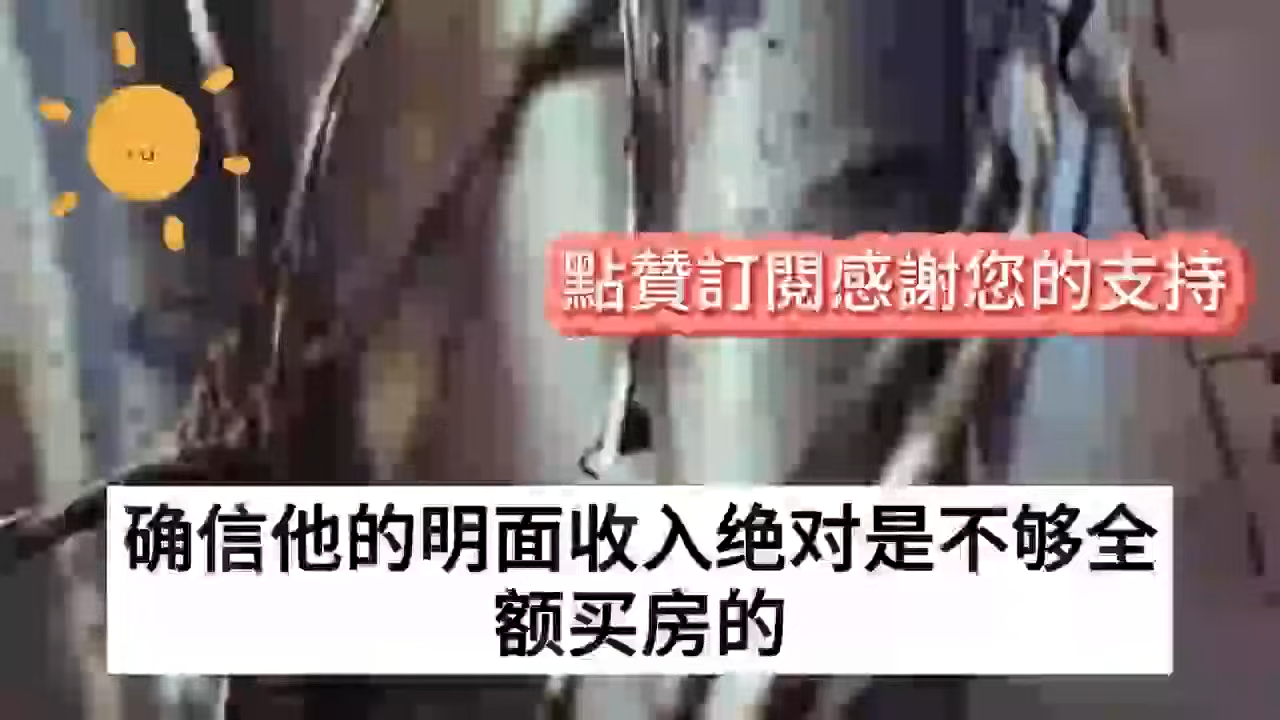 點贊訂閱感謝您的支持
确信他的明面收入绝对是不够全
额买房的